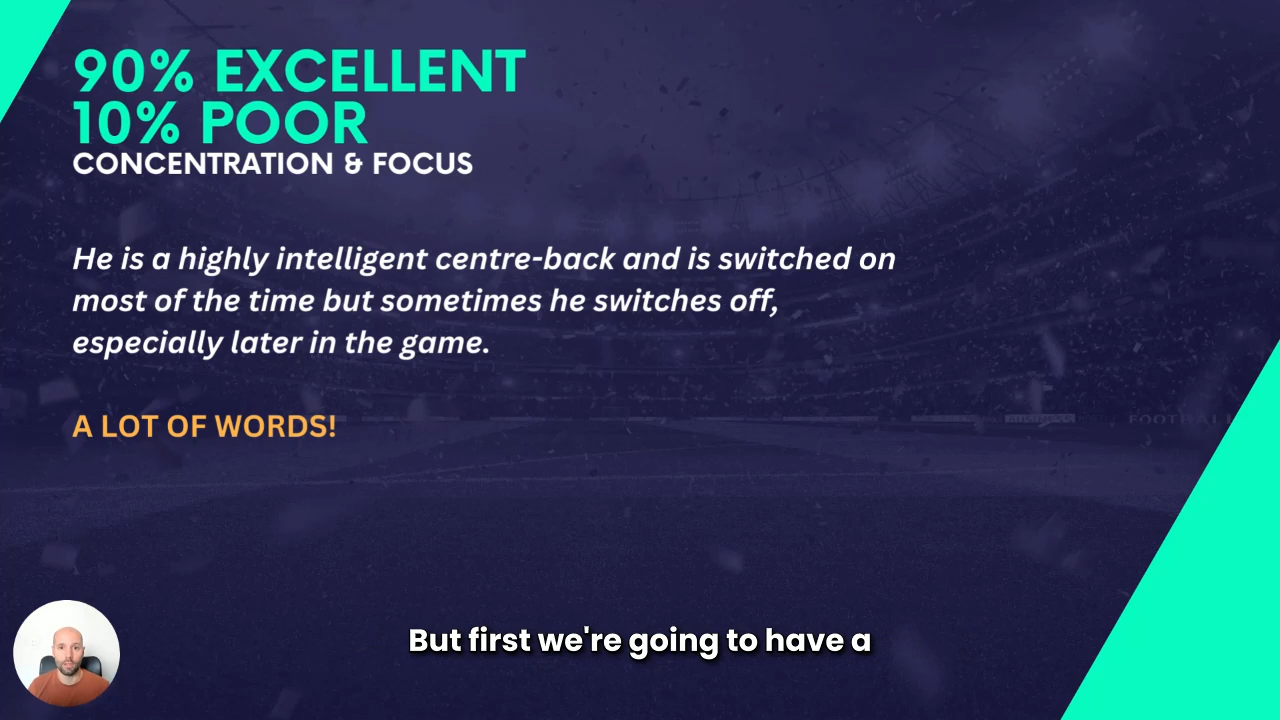 90% EXCELLENT
10% POOR
CONCENTRATION & FOCUS
He is a highly intelligent centre-back and is switched on
most of the time but sometimes he switches off,
especially later in the game.
BUSINESS
FOOTBALL
A LOT OF WORDS!
But first we're going to have a